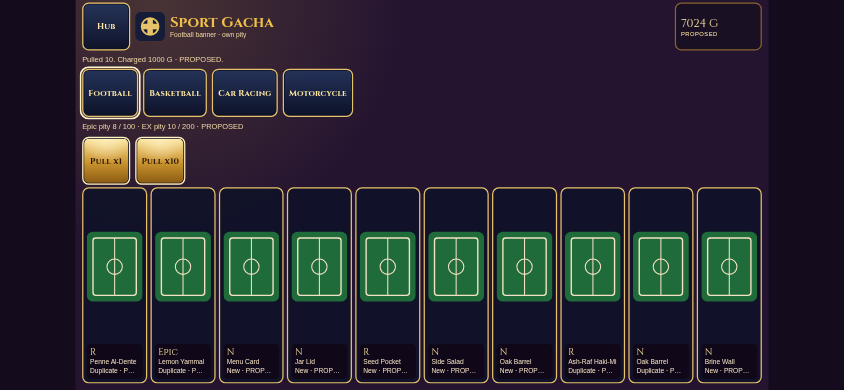 Hub
Sport Gacha
Football banner · own pity
7024 G
PROPOSED
Pulled 10. Charged 1000 G · PROPOSED.
Football
Basketball
Car Racing
Motorcycle
Epic pity 8 / 100 · EX pity 10 / 200 · PROPOSED
Pull x1
Pull x10
R
Penne Al-Dente
Duplicate · P...
Epic
Lemon Yammal
Duplicate · P...
N
Menu Card
New · PROP...
N
Jar Lid
New · PROP...
R
Seed Pocket
New · PROP...
N
Side Salad
New · PROP...
N
Oak Barrel
New · PROP...
R
Ash-Raf Haki-Mi
Duplicate · P...
N
Oak Barrel
Duplicate · P...
N
Brine Wall
New · PROP...